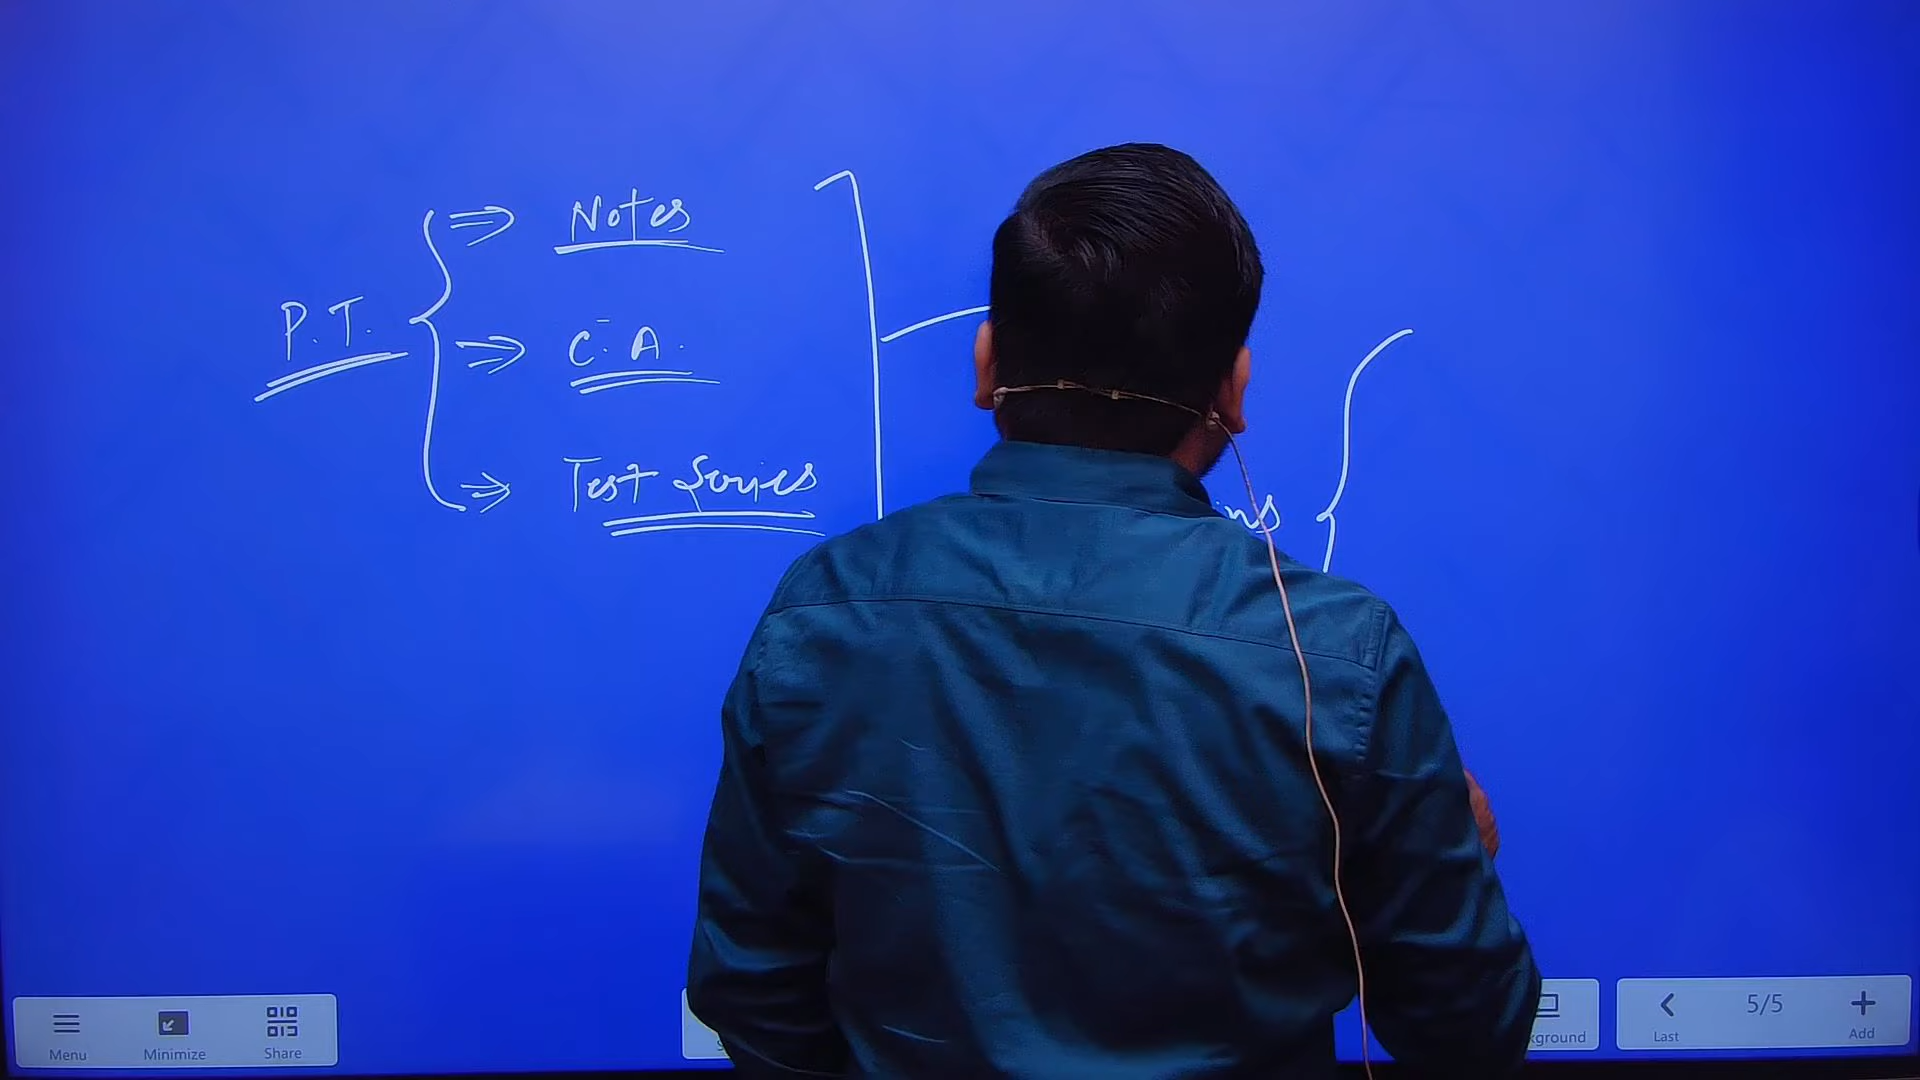 Notes
P.T.
C.A.
Test Series
Menu
Minimize
Share
Last
5/5
Add